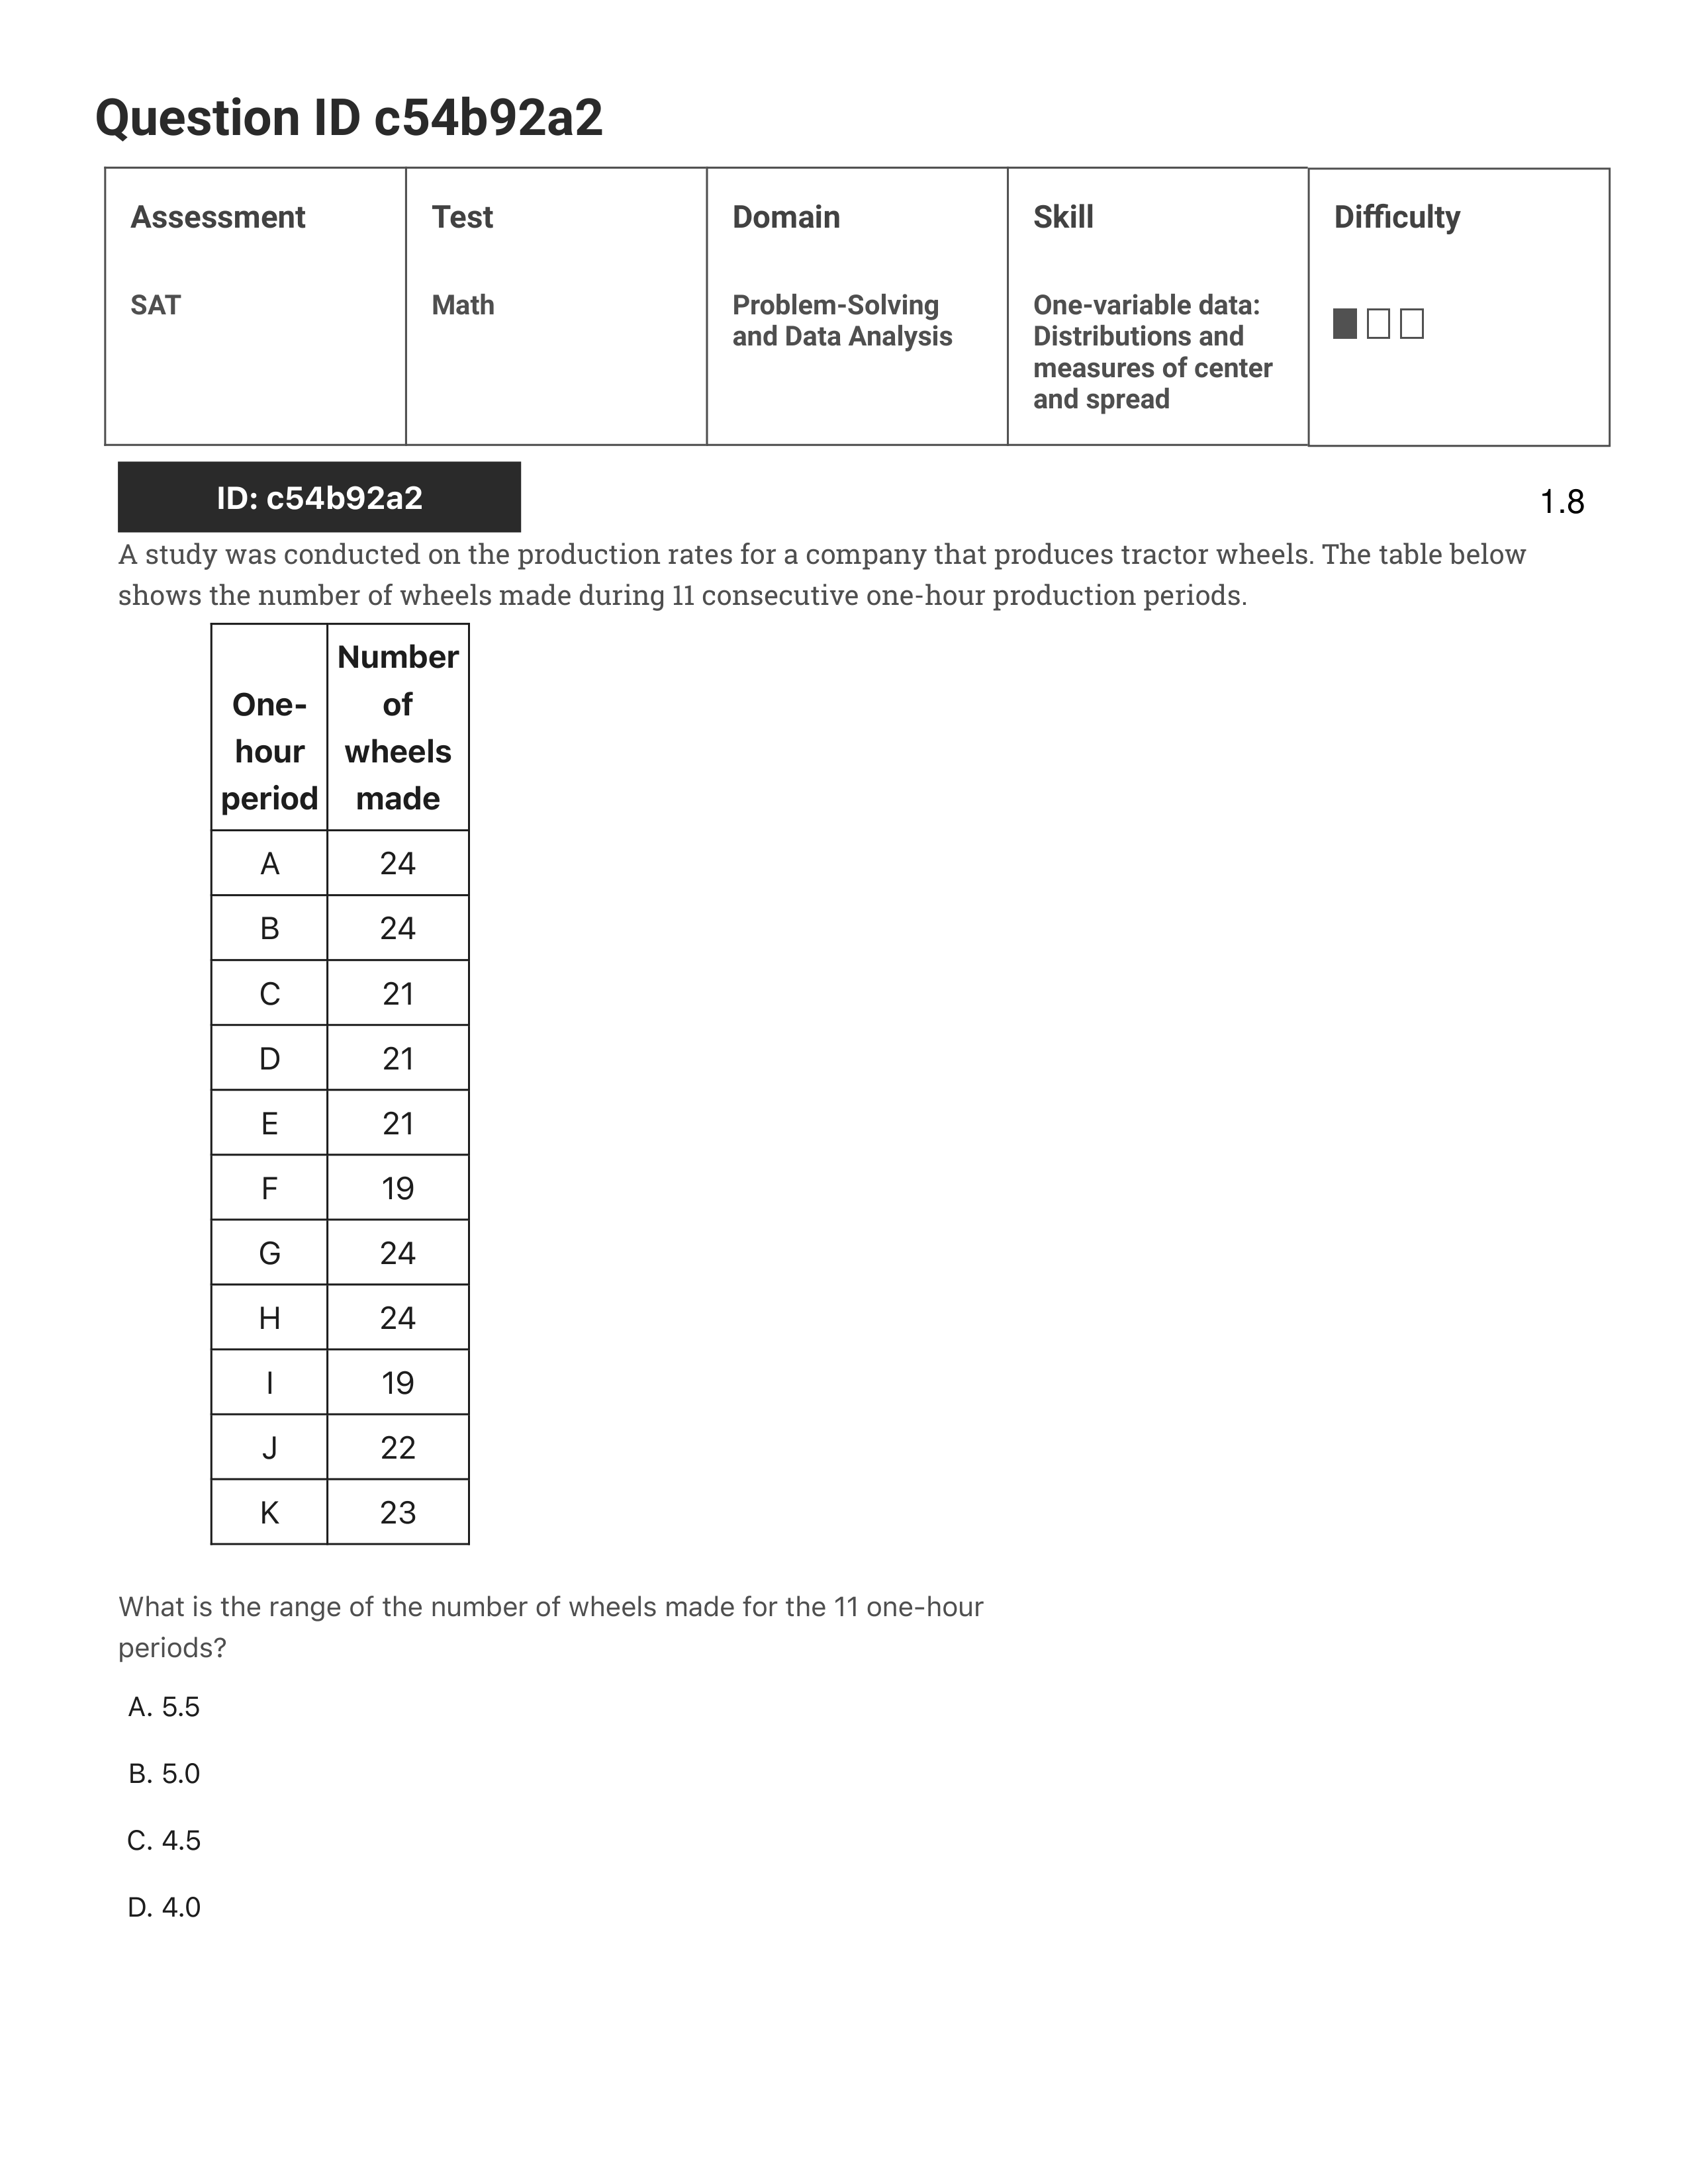 Question ID c54b92a2
Assessment Test Domain Skill Difficulty
SAT Math Problem-Solving and Data Analysis One-variable data: Distributions and measures of center and spread
ID: c54b92a2
1.8
A study was conducted on the production rates for a company that produces tractor wheels. The table below
shows the number of wheels made during 11 consecutive one-hour production periods.
One-hour period Number of wheels made
A 24
B 24
C 21
D 21
E 21
F 19
G 24
H 24
I 19
J 22
K 23
What is the range of the number of wheels made for the 11 one-hour
periods?
A. 5.5
B. 5.0
C. 4.5
D. 4.0